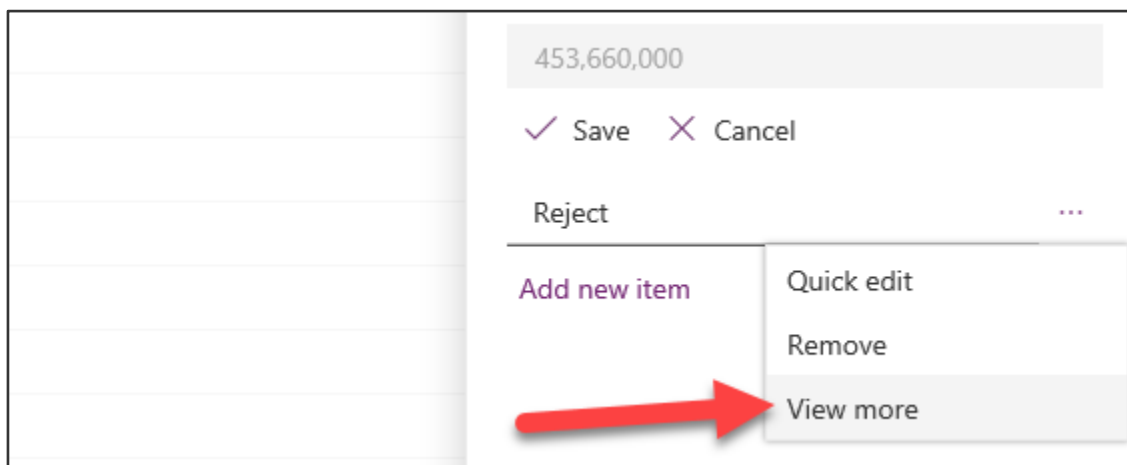 453,660,000
Save Cancel
Reject ...
Add new item
Quick edit
Remove
View more